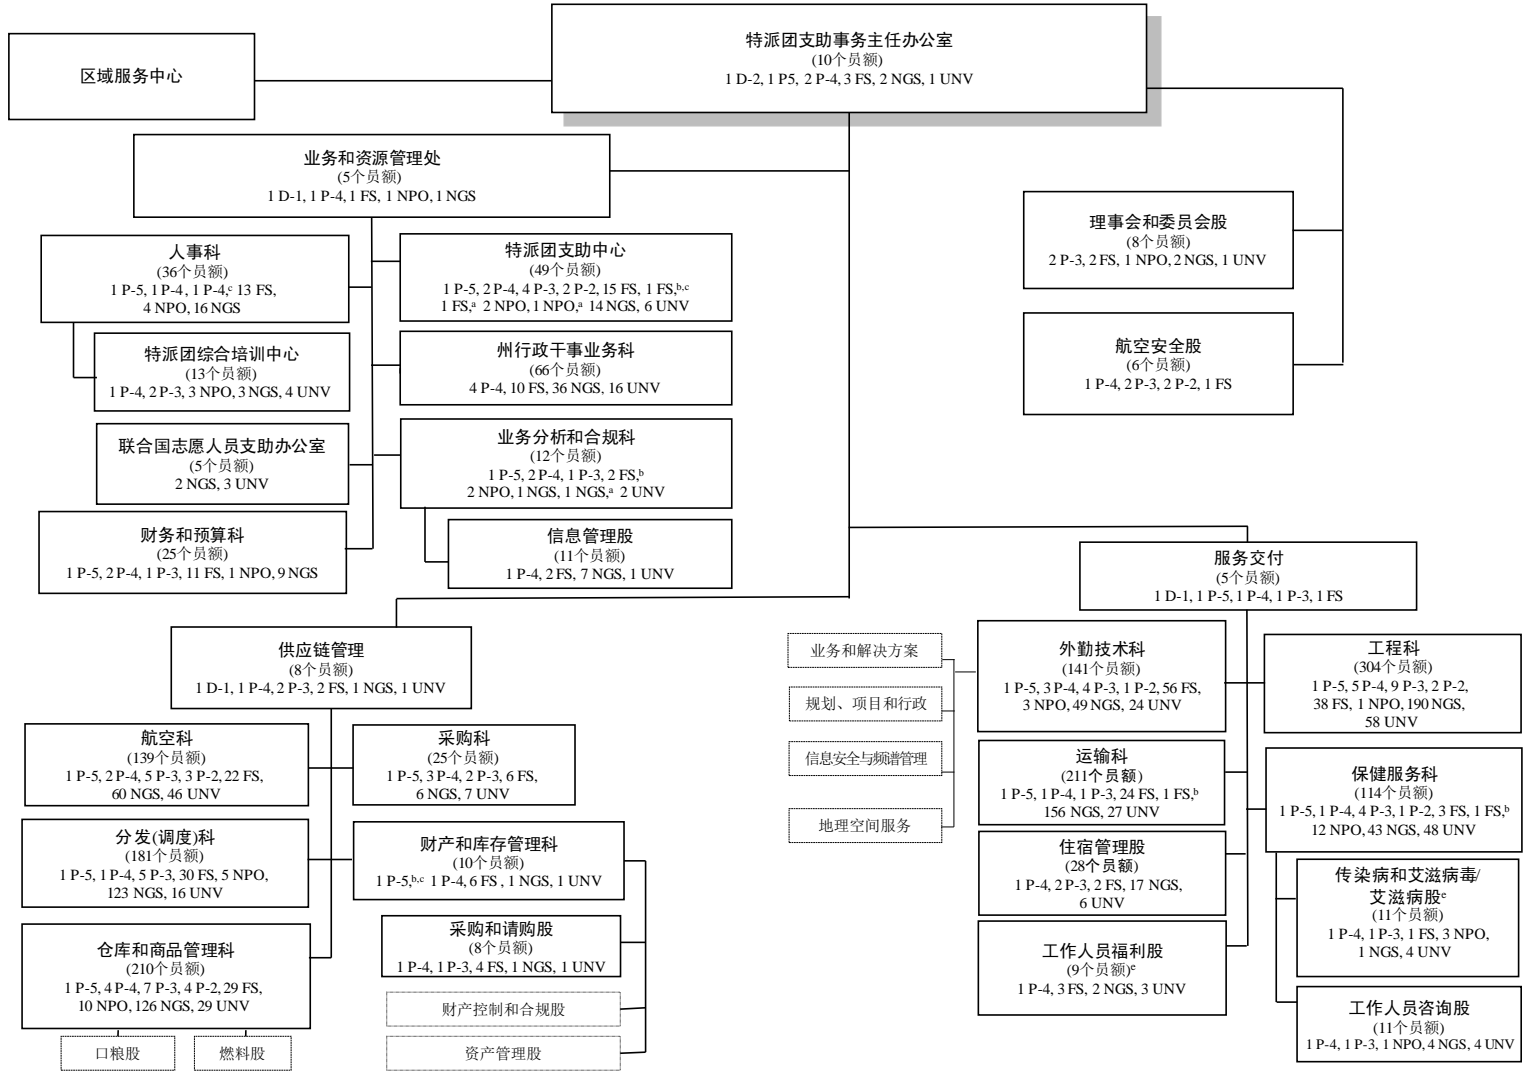 特派团支助事务主任办公室
(10个员额)
1 D-2, 1 P5, 2 P-4, 3 FS, 2 NGS, 1 UNV
区域服务中心
业务和资源管理处
(5个员额)
1 D-1, 1 P-4, 1 FS, 1 NPO, 1 NGS
理事会和委员会股
(8个员额)
2 P-3, 2 FS, 1 NPO, 2 NGS, 1 UNV
航空安全股
(6个员额)
1 P-4, 2 P-3, 2 P-2, 1 FS
人事科
(36个员额)
1 P-5, 1 P-4, 1 P-4,ᶜ 13 FS,
4 NPO, 16 NGS
特派团支助中心
(49个员额)
1 P-5, 2 P-4, 4 P-3, 2 P-2, 15 FS, 1 FS,ᵇ·ᶜ
1 FS,ᵃ 2 NPO, 1 NPO,ᵃ 14 NGS, 6 UNV
特派团综合培训中心
(13个员额)
1 P-4, 2 P-3, 3 NPO, 3 NGS, 4 UNV
州行政干事业务科
(66个员额)
4 P-4, 10 FS, 36 NGS, 16 UNV
联合国志愿人员支助办公室
(5个员额)
2 NGS, 3 UNV
业务分析和合规科
(12个员额)
1 P-5, 2 P-4, 1 P-3, 2 FS,ᵇ
2 NPO, 1 NGS, 1 NGS,ᵃ 2 UNV
财务和预算科
(25个员额)
1 P-5, 2 P-4, 1 P-3, 11 FS, 1 NPO, 9 NGS
信息管理股
(11个员额)
1 P-4, 2 FS, 7 NGS, 1 UNV
服务交付
(5个员额)
1 D-1, 1 P-5, 1 P-4, 1 P-3, 1 FS
供应链管理
(8个员额)
1 D-1, 1 P-4, 2 P-3, 2 FS, 1 NGS, 1 UNV
航空科
(139个员额)
1 P-5, 2 P-4, 5 P-3, 3 P-2, 22 FS,
60 NGS, 46 UNV
采购科
(25个员额)
1 P-5, 3 P-4, 2 P-3, 6 FS,
6 NGS, 7 UNV
分发(调度)科
(181个员额)
1 P-5, 1 P-4, 5 P-3, 30 FS, 5 NPO,
123 NGS, 16 UNV
财产和库存管理科
(10个员额)
1 P-5,ᵇ·ᶜ 1 P-4, 6 FS, 1 NGS, 1 UNV
采购和请购股
(8个员额)
1 P-4, 1 P-3, 4 FS, 1 NGS, 1 UNV
财产控制和合规股
资产管理股
仓库和商品管理科
(210个员额)
1 P-5, 4 P-4, 7 P-3, 4 P-2, 29 FS,
10 NPO, 126 NGS, 29 UNV
口粮股
燃料股
业务和解决方案
规划、项目和行政
信息安全与频谱管理
地理空间服务
外勤技术科
(141个员额)
1 P-5, 3 P-4, 4 P-3, 1 P-2, 56 FS,
3 NPO, 49 NGS, 24 UNV
工程科
(304个员额)
1 P-5, 5 P-4, 9 P-3, 2 P-2,
38 FS, 1 NPO, 190 NGS,
58 UNV
运输科
(211个员额)
1 P-5, 1 P-4, 1 P-3, 24 FS, 1 FS,ᵇ
156 NGS, 27 UNV
保健服务科
(114个员额)
1 P-5, 1 P-4, 4 P-3, 1 P-2, 3 FS, 1 FS,ᵇ
12 NPO, 43 NGS, 48 UNV
住宿管理股
(28个员额)
1 P-4, 2 P-3, 2 FS, 17 NGS,
6 UNV
传染病和艾滋病毒/
艾滋病股ᵉ
(11个员额)
1 P-4, 1 P-3, 1 FS, 3 NPO,
1 NGS, 4 UNV
工作人员福利股
(9个员额)ᵉ
1 P-4, 3 FS, 2 NGS, 3 UNV
工作人员咨询股
(11个员额)
1 P-4, 1 P-3, 1 NPO, 4 NGS, 4 UNV